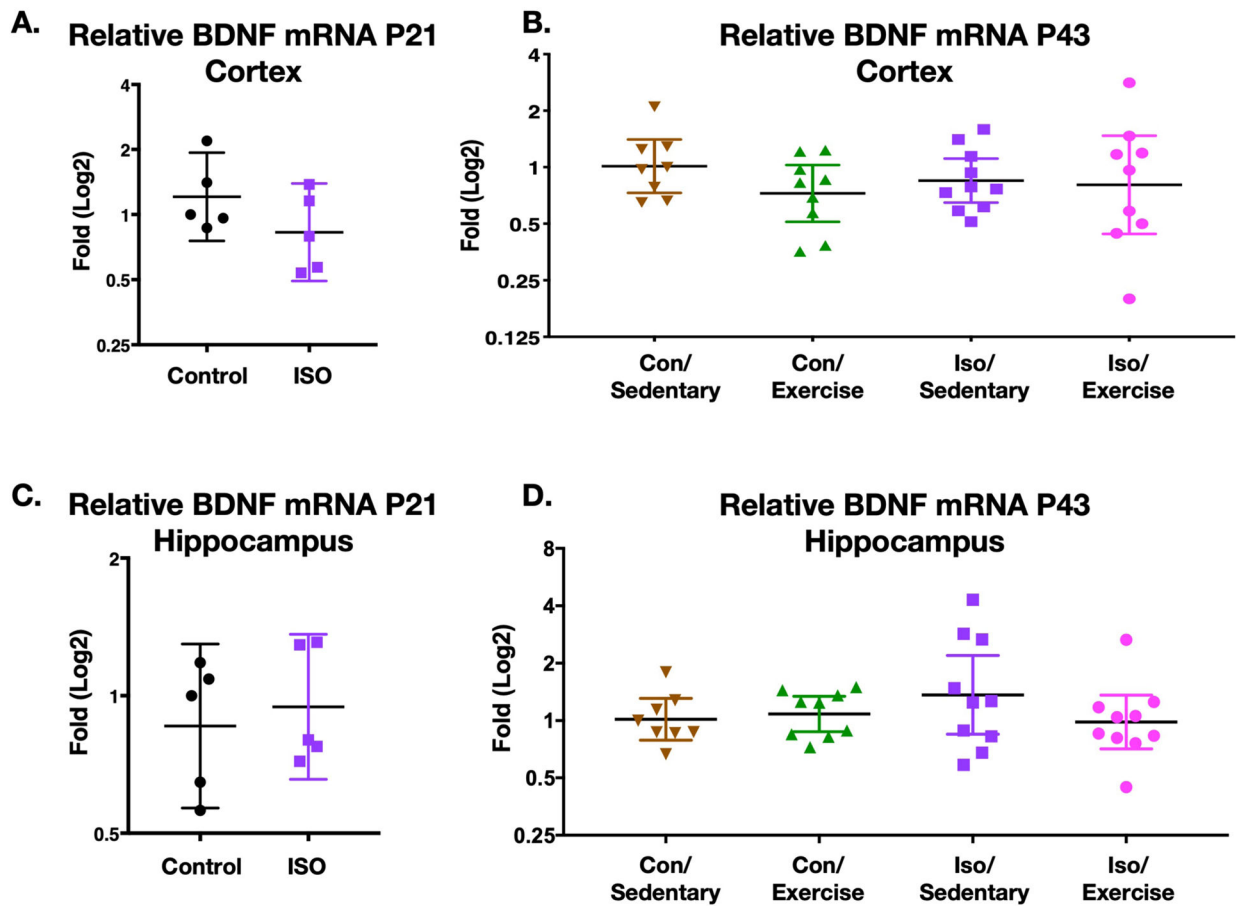 A.
Relative BDNF mRNA P21
Cortex
Fold (Log2)
4
2
1
0.5
0.25
Control
ISO
B.
Relative BDNF mRNA P43
Cortex
Fold (Log2)
4
2
1
0.5
0.25
0.125
Con/
Sedentary
Con/
Exercise
Iso/
Sedentary
Iso/
Exercise
C.
Relative BDNF mRNA P21
Hippocampus
Fold (Log2)
2
1
0.5
Control
ISO
D.
Relative BDNF mRNA P43
Hippocampus
Fold (Log2)
8
4
2
1
0.5
0.25
Con/
Sedentary
Con/
Exercise
Iso/
Sedentary
Iso/
Exercise